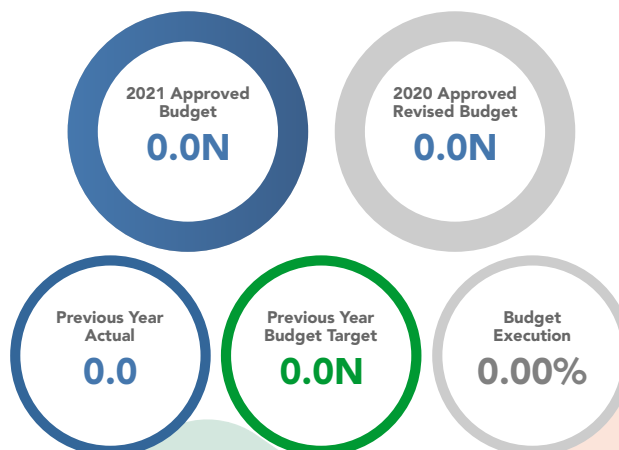 2021 Approved
Budget
0.0N
2020 Approved
Revised Budget
0.0N
Previous Year
Actual
0.0
Previous Year
Budget Target
0.0N
Budget
Execution
0.00%